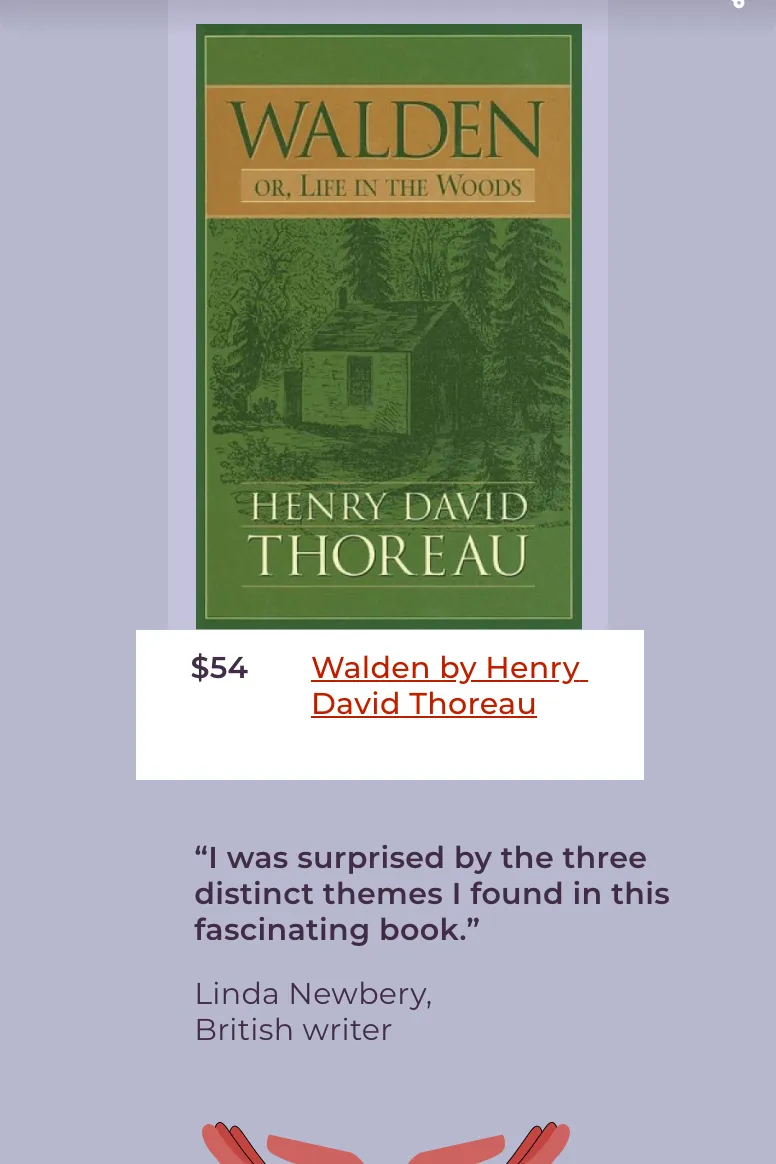 WALDEN
OR, LIFE IN THE WOODS
HENRY DAVID
THOREAU
$54
Walden by Henry
David Thoreau
“I was surprised by the three
distinct themes I found in this
fascinating book.”
Linda Newbery,
British writer